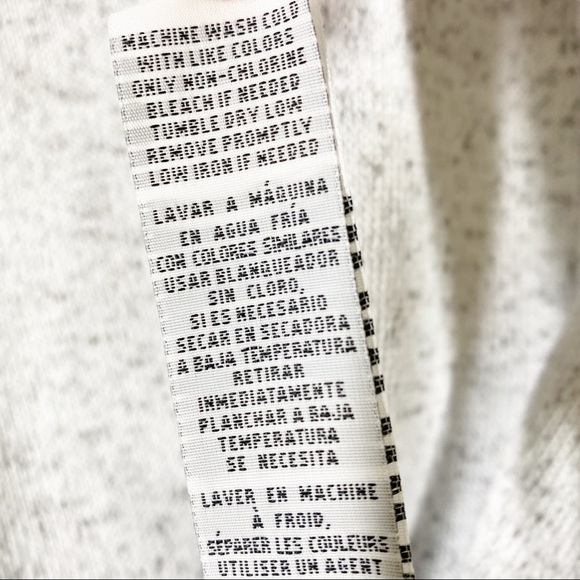 MACHINE WASH COLD
WITH LIKE COLORS
ONLY NON-CHLORINE
BLEACH IF NEEDED
TUMBLE DRY LOW
REMOVE PROMPTLY
LOW IRON IF NEEDED
LAVAR A MÁQUINA
EN AGUA FRÍA
CON COLORES SIMILARES
USAR BLANQUEADOR
SIN CLORO,
SI ES NECESARIO
SECAR EN SECADORA
A BAJA TEMPERATURA
RETIRAR
INMEDIATAMENTE
PLANCHAR A BAJA
TEMPERATURA
SE NECESITA
LAVER EN MACHINE
À FROID,
SÉPARER LES COULEURS
UTILISER UN AGENT